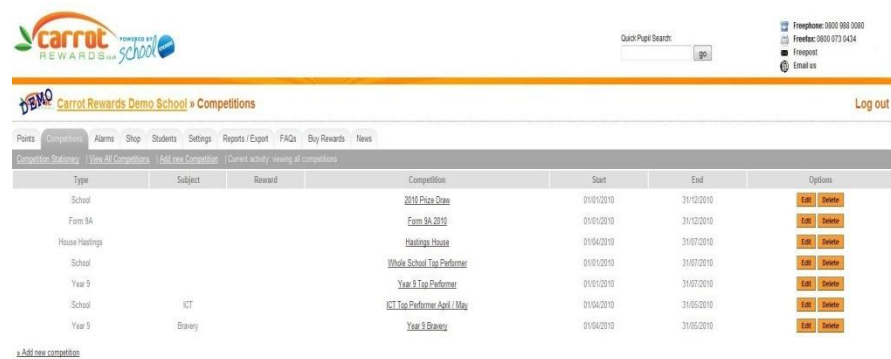 carrot POWERED BY
REWARDS.co.uk school
Quick Pupil Search:
go
Freephone: 0800 988 0080
Freefax: 0800 073 0434
Freepost
Email us
DEMO Carrot Rewards Demo School » Competitions Log out
Points Competitions Alarms Shop Students Settings Reports / Export FAQs Buy Rewards News
Competition Stationery | View All Competitions | Add new Competition | Current activity: viewing all competitions
Type Subject Reward Competition Start End Options
School 2010 Prize Draw 01/01/2010 31/12/2010 Edit Delete
Form 9A Form 9A 2010 01/01/2010 31/12/2010 Edit Delete
House Hastings Hastings House 01/04/2010 31/07/2010 Edit Delete
School Whole School Top Performer 01/01/2010 31/07/2010 Edit Delete
Year 9 Year 9 Top Performer 01/01/2010 31/07/2010 Edit Delete
School ICT ICT Top Performer April / May 01/04/2010 31/05/2010 Edit Delete
Year 9 Bravery Year 9 Bravery 01/04/2010 31/05/2010 Edit Delete
» Add new competition